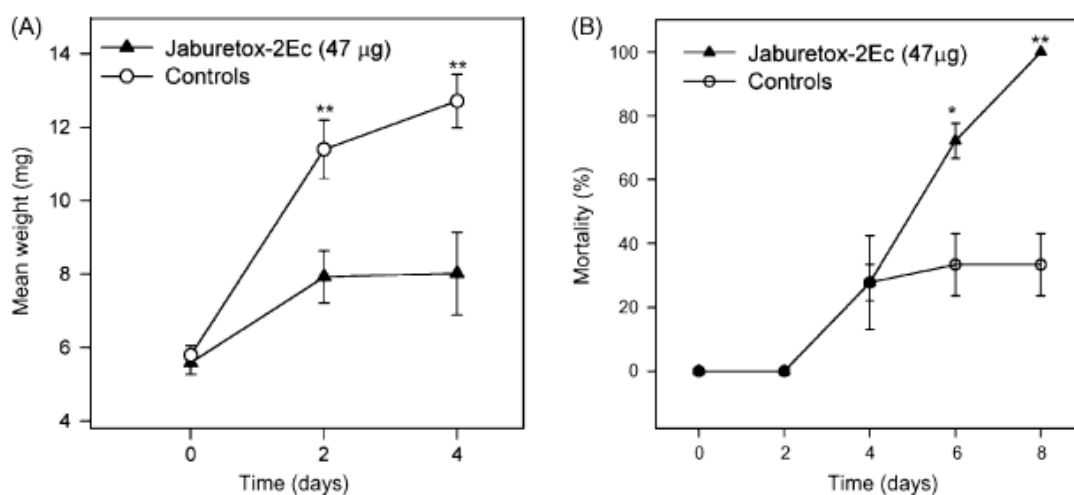 (A)
14
12
10
8
6
4
Mean weight (mg)
Jaburetox-2Ec (47 μg)
Controls
**
**
0
2
4
Time (days)
(B)
100
80
60
40
20
0
Mortality (%)
Jaburetox-2Ec (47μg)
Controls
*
**
0
2
4
6
8
Time (days)